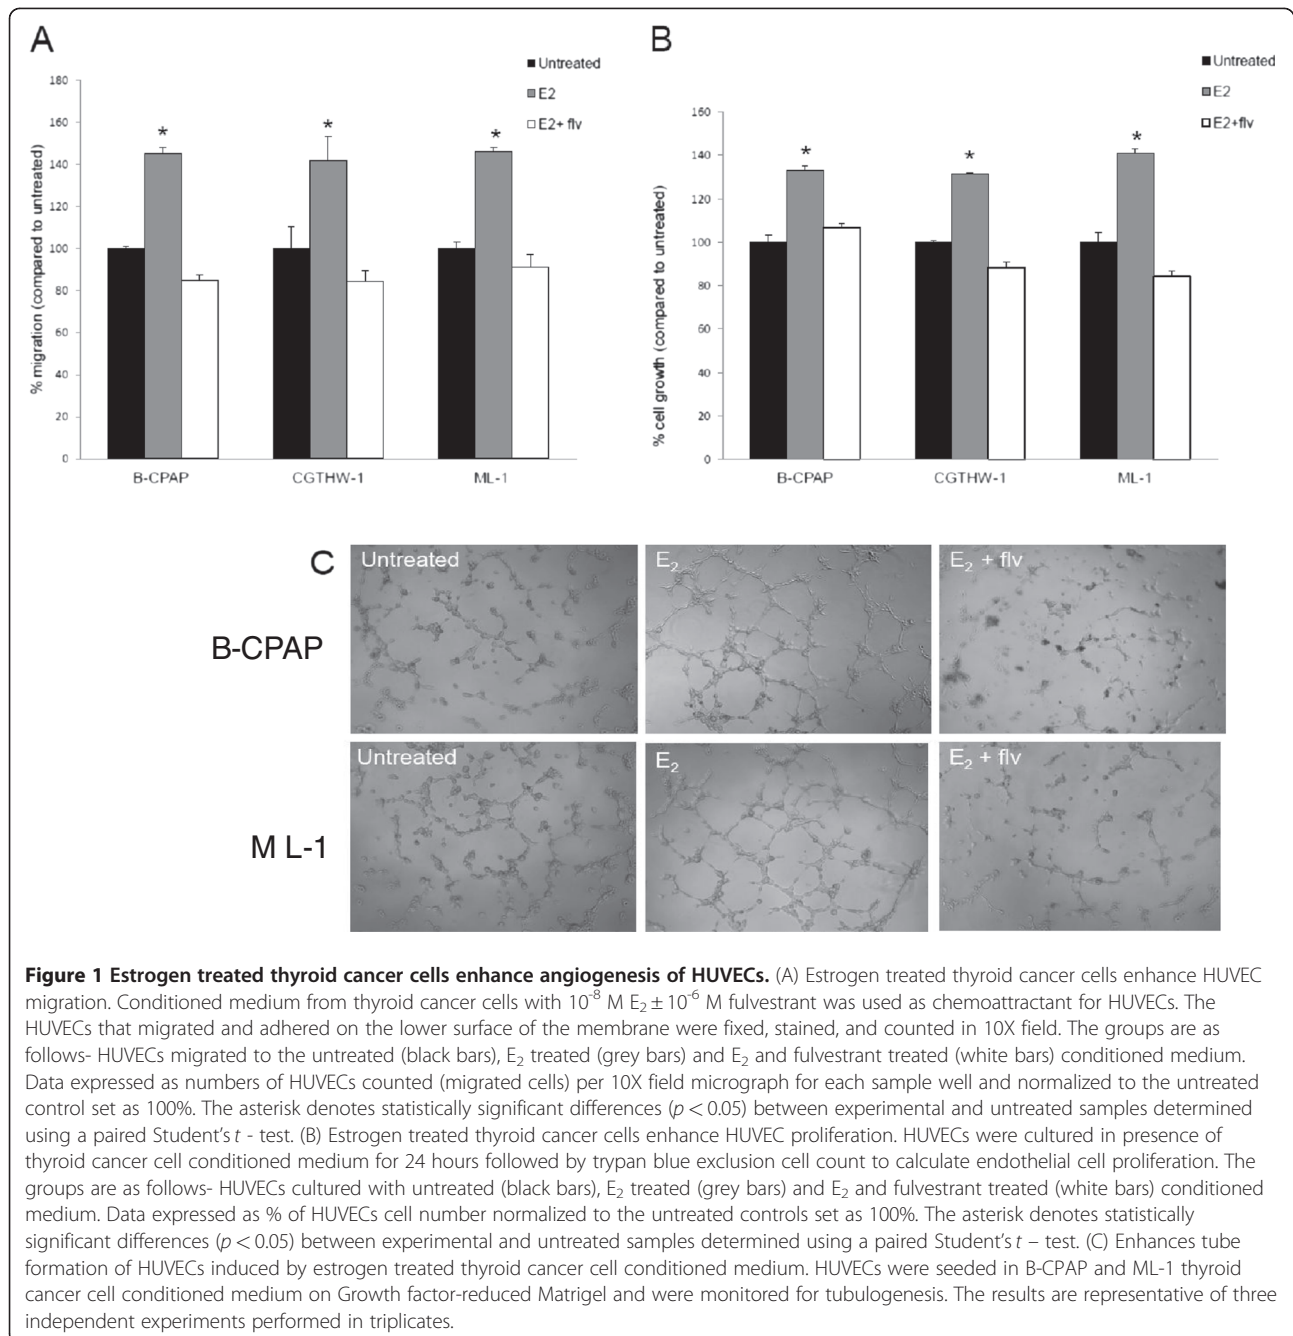 A
B
Untreated
E2
E2+ flv
180
160
140
120
100
80
60
40
20
0
% migration (compared to untreated)
*
*
*
B-CPAP
CGTHW-1
ML-1
Untreated
E2
E2+flv
160
140
120
100
80
60
40
20
0
% cell growth (compared to untreated)
*
*
*
B-CPAP
CGTHW-1
ML-1
C
Untreated
E₂
E₂ + flv
B-CPAP
Untreated
E₂
E₂ + flv
M L-1
Figure 1 Estrogen treated thyroid cancer cells enhance angiogenesis of HUVECs. (A) Estrogen treated thyroid cancer cells enhance HUVEC
migration. Conditioned medium from thyroid cancer cells with 10⁻⁸ M E₂ ± 10⁻⁶ M fulvestrant was used as chemoattractant for HUVECs. The
HUVECs that migrated and adhered on the lower surface of the membrane were fixed, stained, and counted in 10X field. The groups are as
follows- HUVECs migrated to the untreated (black bars), E₂ treated (grey bars) and E₂ and fulvestrant treated (white bars) conditioned medium.
Data expressed as numbers of HUVECs counted (migrated cells) per 10X field micrograph for each sample well and normalized to the untreated
control set as 100%. The asterisk denotes statistically significant differences (p < 0.05) between experimental and untreated samples determined
using a paired Student's t - test. (B) Estrogen treated thyroid cancer cells enhance HUVEC proliferation. HUVECs were cultured in presence of
thyroid cancer cell conditioned medium for 24 hours followed by trypan blue exclusion cell count to calculate endothelial cell proliferation. The
groups are as follows- HUVECs cultured with untreated (black bars), E₂ treated (grey bars) and E₂ and fulvestrant treated (white bars) conditioned
medium. Data expressed as % of HUVECs cell number normalized to the untreated controls set as 100%. The asterisk denotes statistically
significant differences (p < 0.05) between experimental and untreated samples determined using a paired Student's t – test. (C) Enhances tube
formation of HUVECs induced by estrogen treated thyroid cancer cell conditioned medium. HUVECs were seeded in B-CPAP and ML-1 thyroid
cancer cell conditioned medium on Growth factor-reduced Matrigel and were monitored for tubulogenesis. The results are representative of three
independent experiments performed in triplicates.